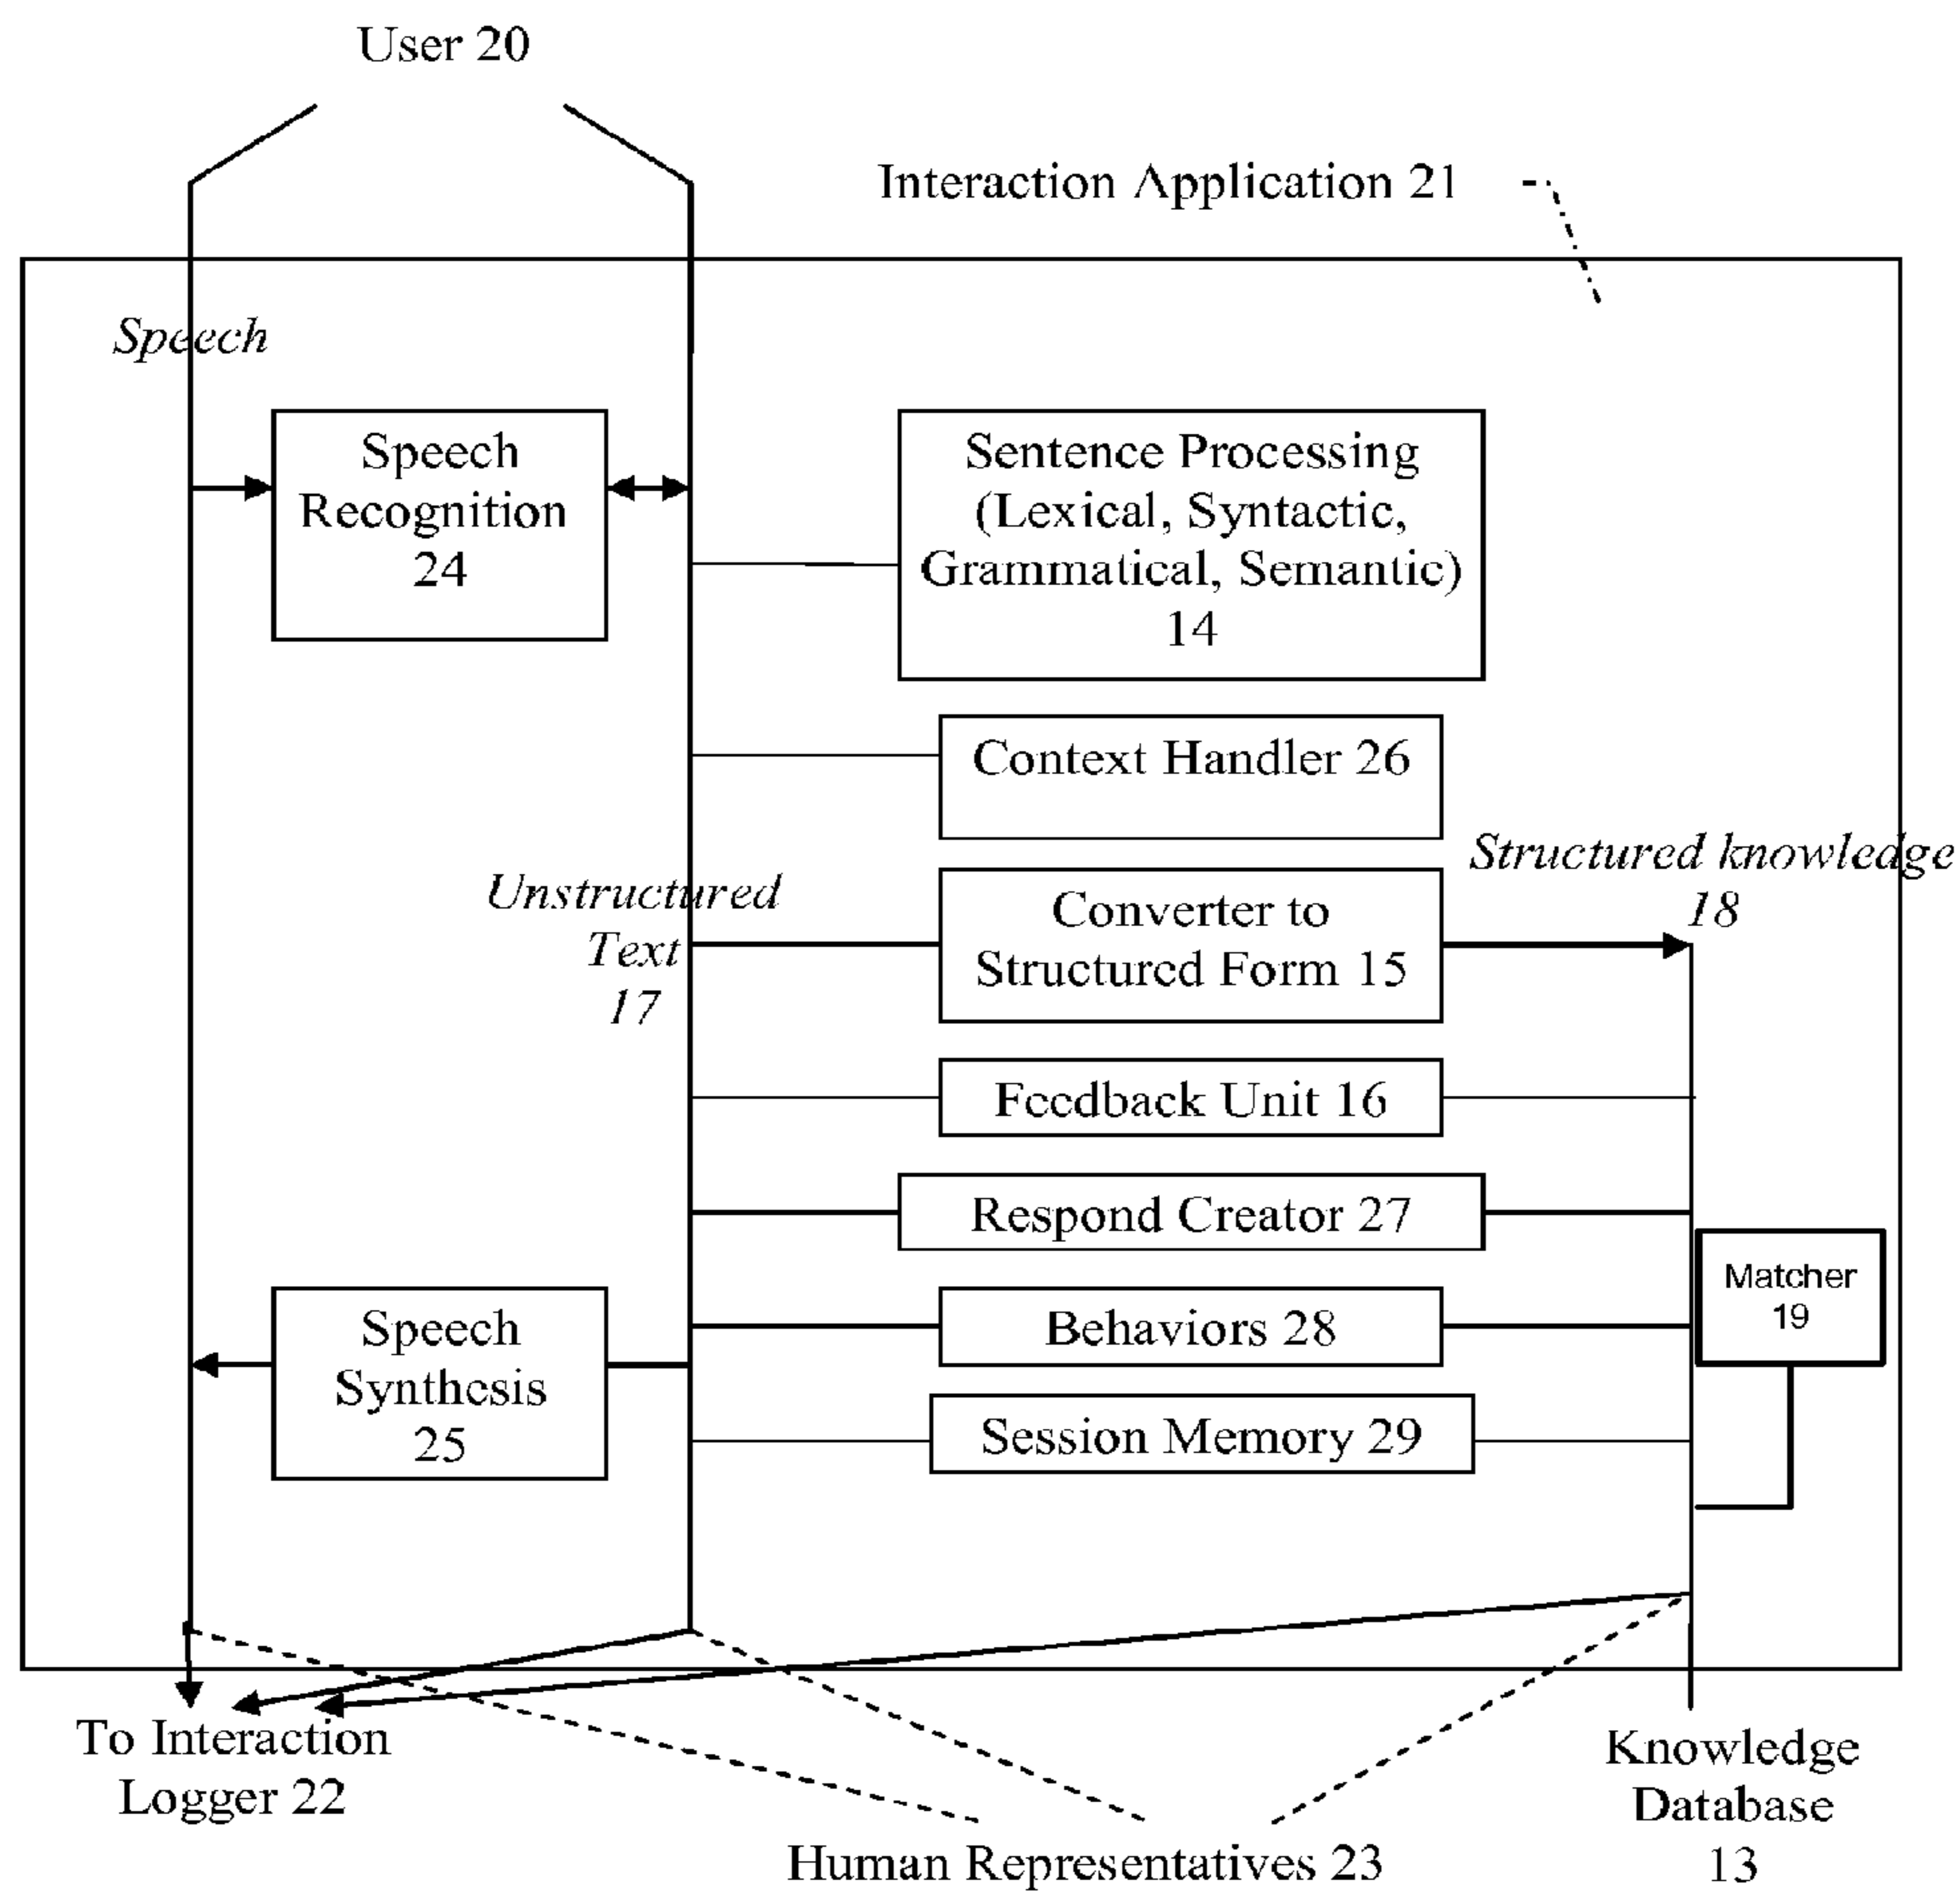 User 20
Interaction Application 21
Speech
Speech
Recognition
24
Sentence Processing
(Lexical, Syntactic,
Grammatical, Semantic)
14
Context Handler 26
Unstructured
Text
17
Converter to
Structured Form 15
Structured knowledge
18
Feedback Unit 16
Respond Creator 27
Matcher
19
Behaviors 28
Speech
Synthesis
25
Session Memory 29
To Interaction
Logger 22
Human Representatives 23
Knowledge
Database
13